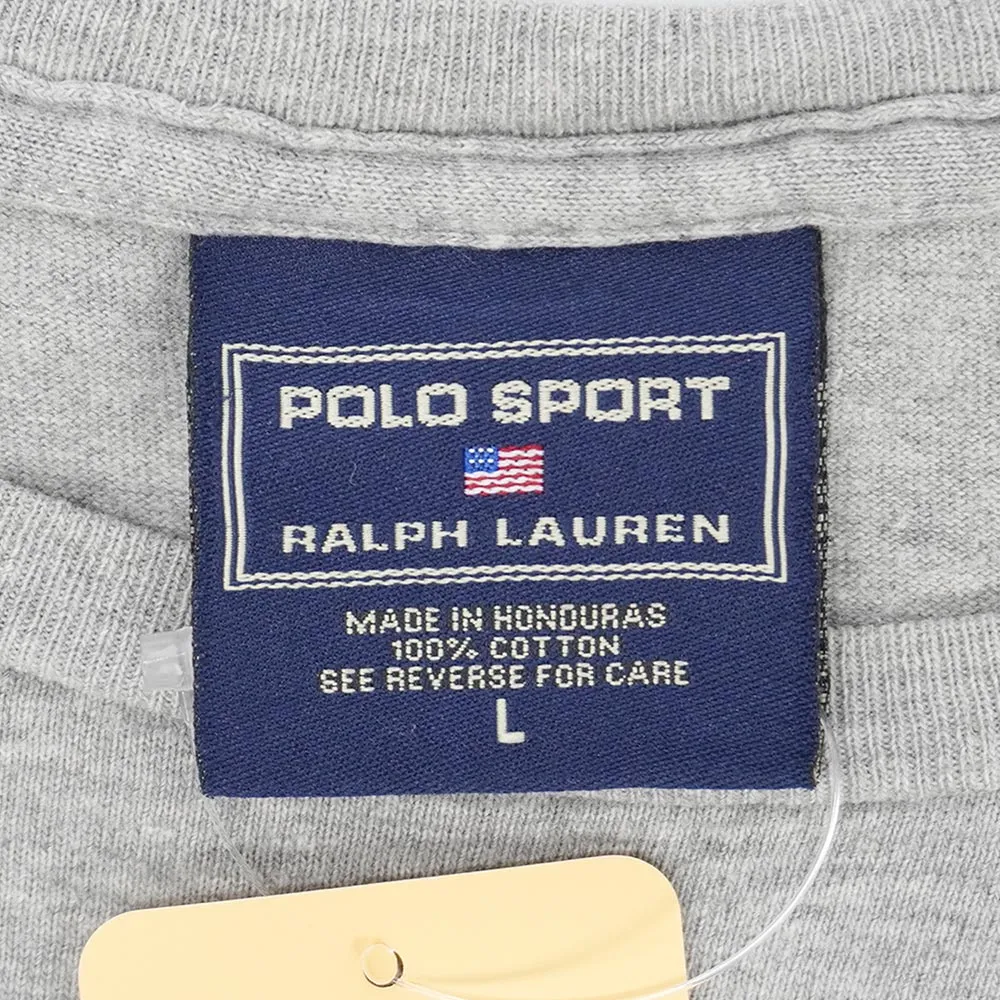 POLO SPORT
RALPH LAUREN
MADE IN HONDURAS
100% COTTON
SEE REVERSE FOR CARE
L